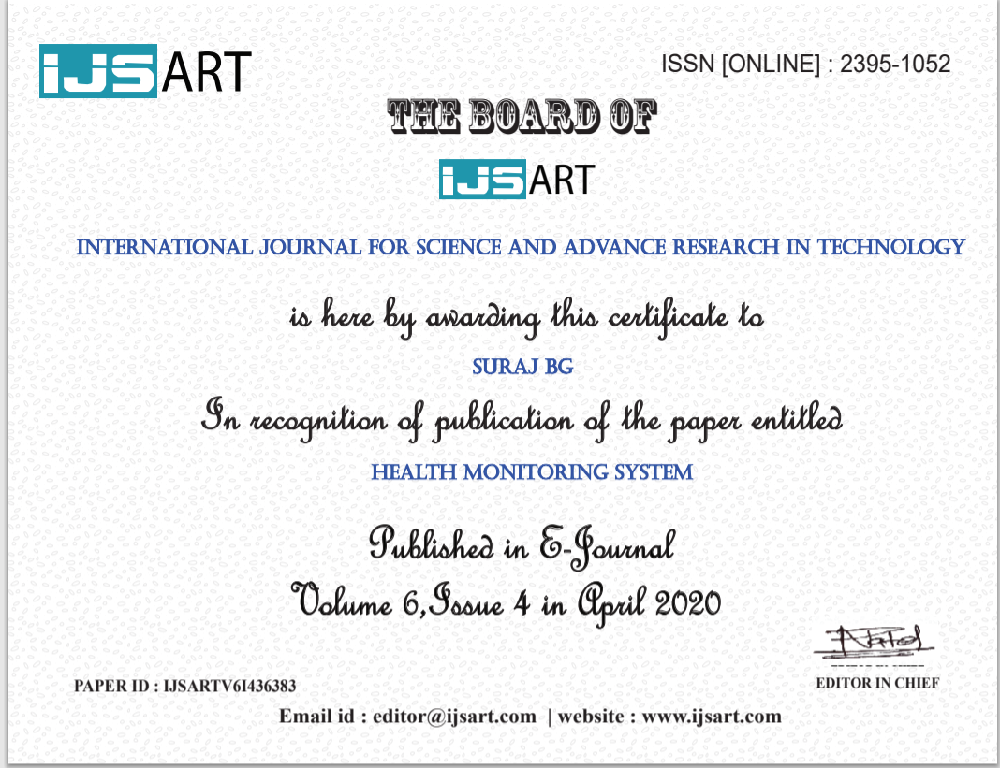 IJSART
ISSN [ONLINE] : 2395-1052
THE BOARD OF
IJSART
INTERNATIONAL JOURNAL FOR SCIENCE AND ADVANCE RESEARCH IN TECHNOLOGY
is here by awarding this certificate to
SURAJ BG
In recognition of publication of the paper entitled
HEALTH MONITORING SYSTEM
Published in E-Journal
Volume 6,Issue 4 in April 2020
PAPER ID : IJSARTV6I436383
EDITOR IN CHIEF
Email id : editor@ijsart.com | website : www.ijsart.com